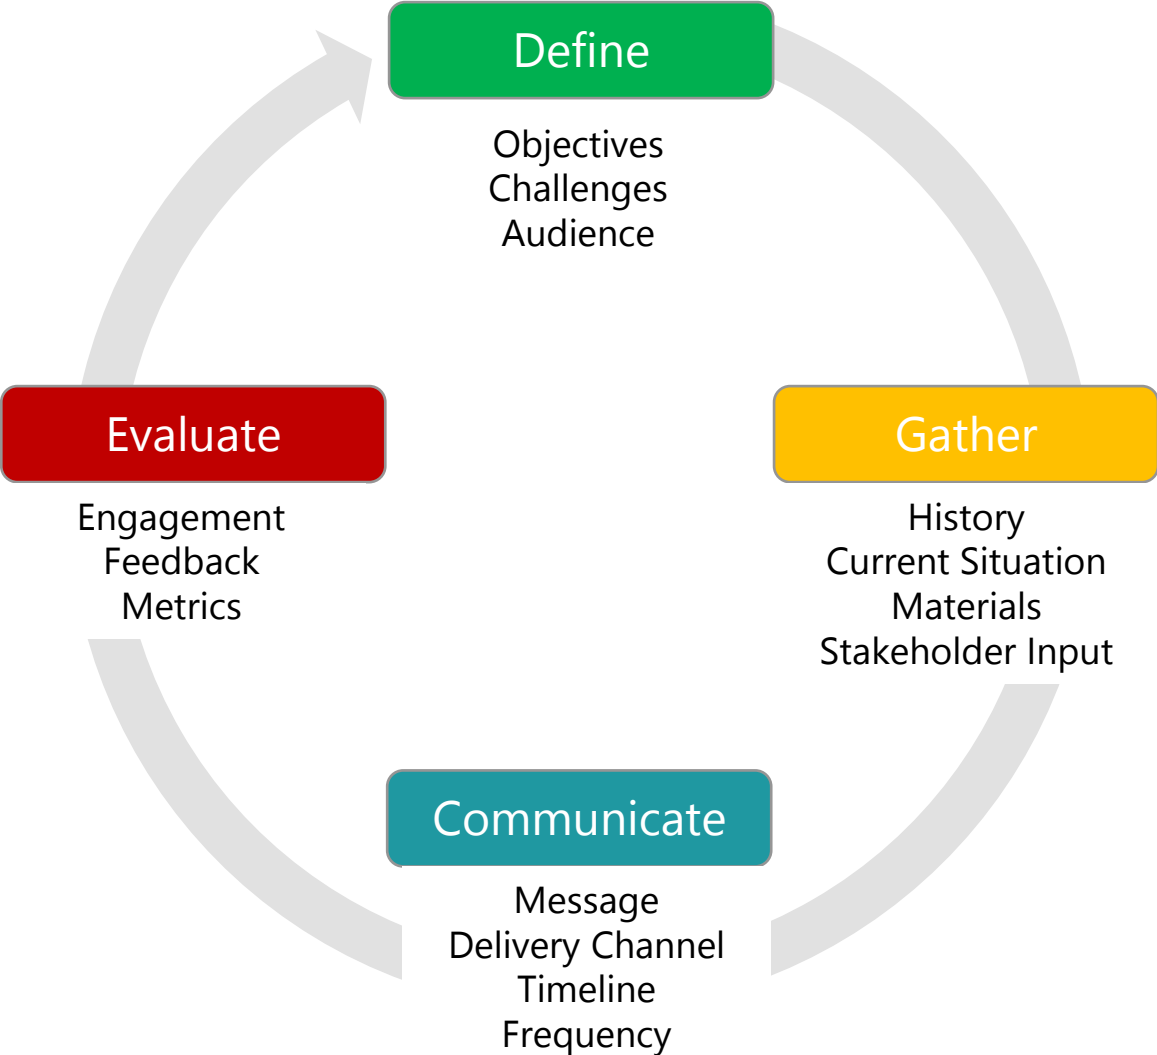 Define
Objectives
Challenges
Audience
Gather
History
Current Situation
Materials
Stakeholder Input
Communicate
Message
Delivery Channel
Timeline
Frequency
Evaluate
Engagement
Feedback
Metrics